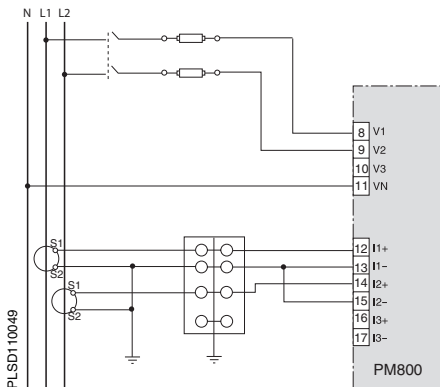 N L1 L2
8 V1
9 V2
10 V3
11 VN
S1
S2
S1
S2
12 I1+
13 I1–
14 I2+
15 I2–
16 I3+
17 I3–
PM800
PLSD110049